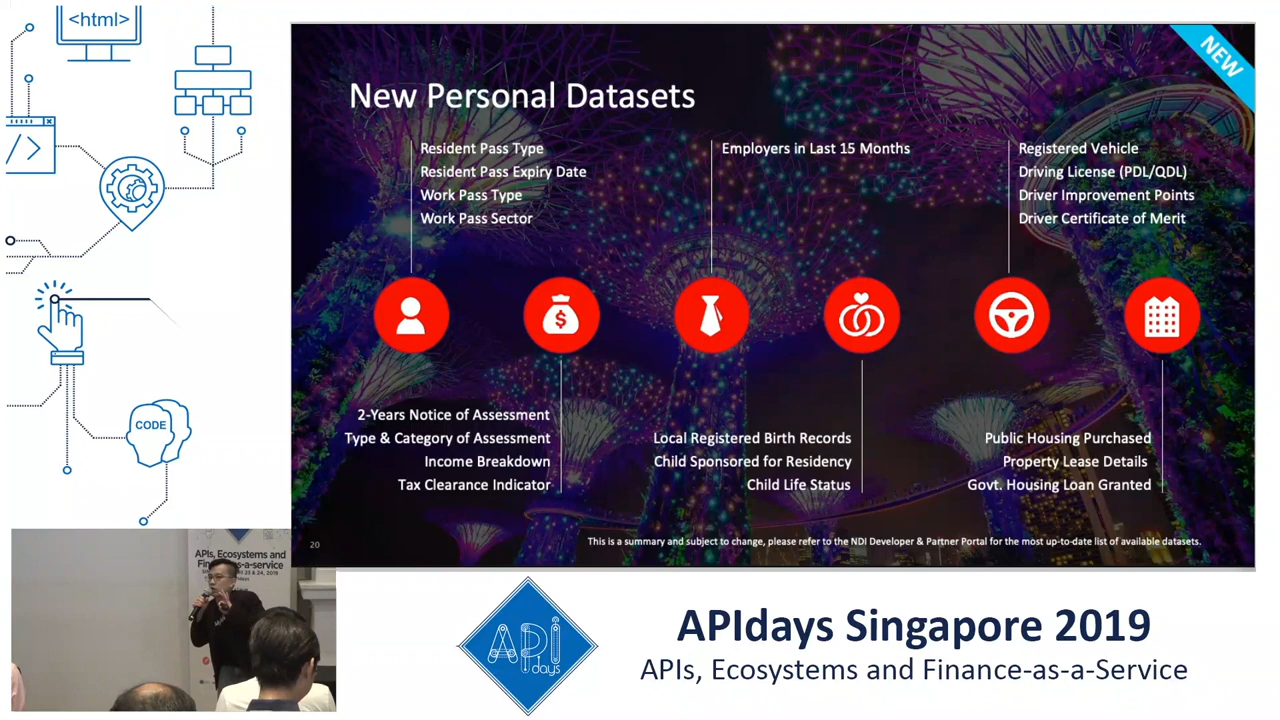 <html>
</>
CODE
NEW
New Personal Datasets
Resident Pass Type
Resident Pass Expiry Date
Work Pass Type
Work Pass Sector
Employers in Last 15 Months
Registered Vehicle
Driving License (PDL/QDL)
Driver Improvement Points
Driver Certificate of Merit
$
2-Years Notice of Assessment
Type & Category of Assessment
Income Breakdown
Tax Clearance Indicator
Local Registered Birth Records
Child Sponsored for Residency
Child Life Status
Public Housing Purchased
Property Lease Details
Govt. Housing Loan Granted
20
This is a summary and subject to change, please refer to the NDI Developer & Partner Portal for the most up-to-date list of available datasets.
APIs, Ecosystems and
API
days
APIdays Singapore 2019
APIs, Ecosystems and Finance-as-a-Service